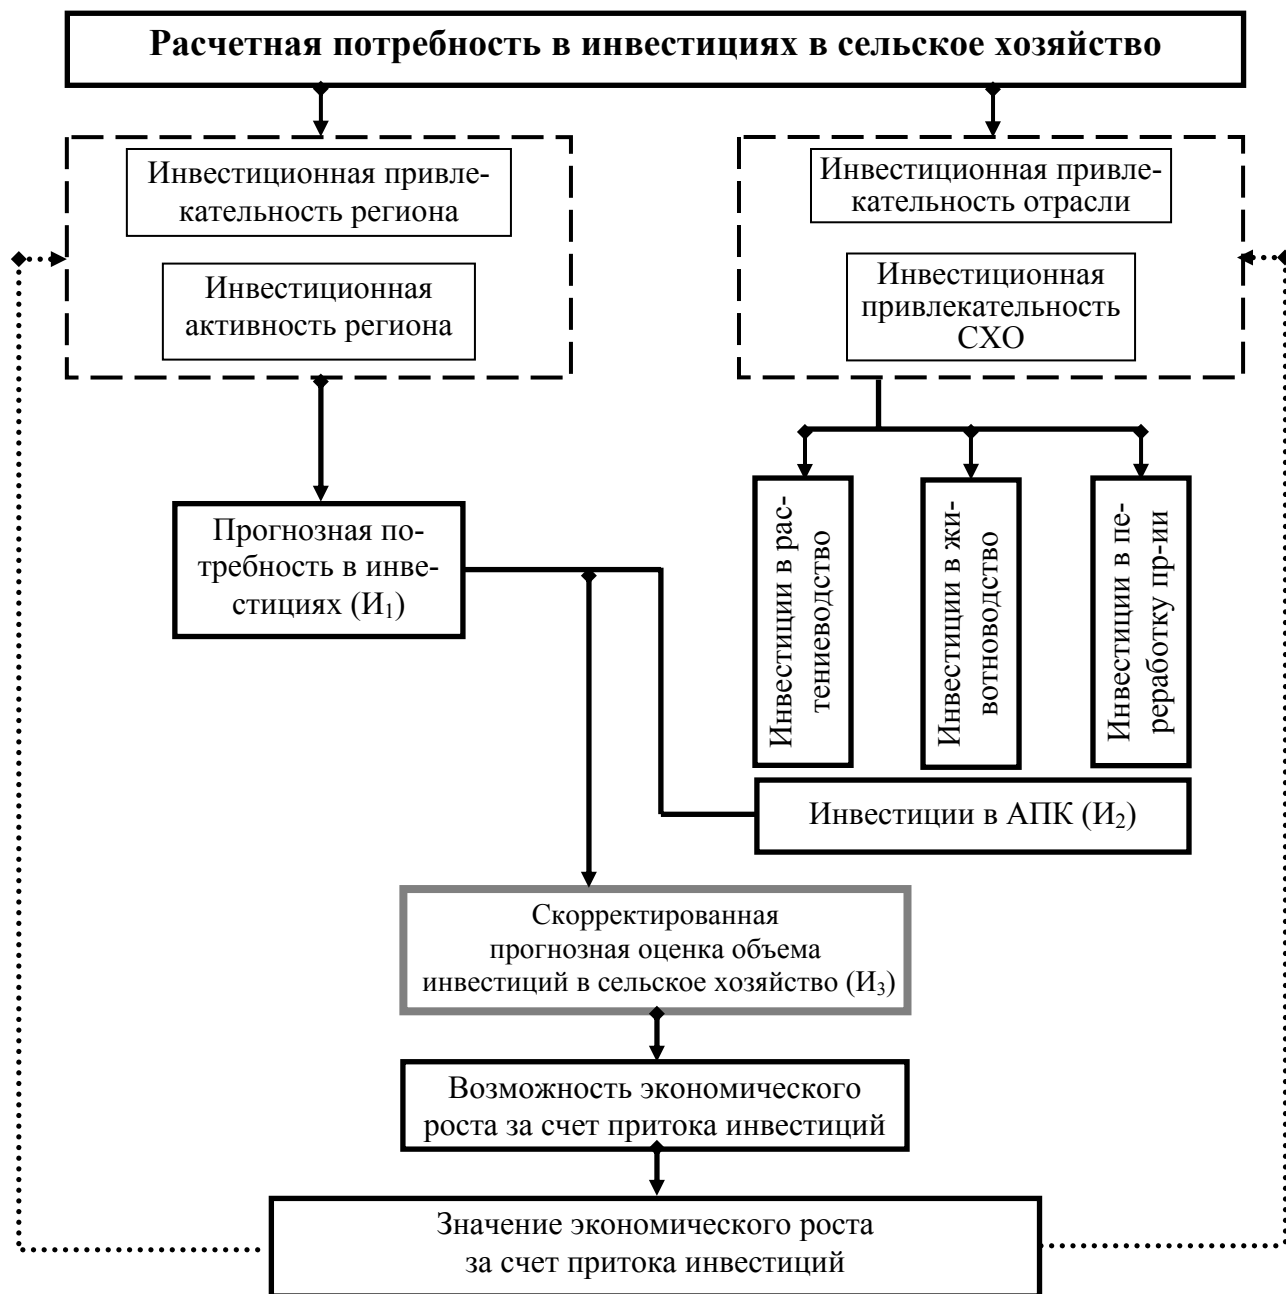 Расчетная потребность в инвестициях в сельское хозяйство
Инвестиционная привле-
кательность региона
Инвестиционная
активность региона
Инвестиционная привле-
кательность отрасли
Инвестиционная
привлекательность
СХО
Прогнозная по-
требность в инве-
стициях (И₁)
Инвестиции в рас-
тениеводство
Инвестиции в жи-
вотноводство
Инвестиции в пе-
реработку пр-ии
Инвестиции в АПК (И₂)
Скорректированная
прогнозная оценка объема
инвестиций в сельское хозяйство (И₃)
Возможность экономического
роста за счет притока инвестиций
Значение экономического роста
за счет притока инвестиций